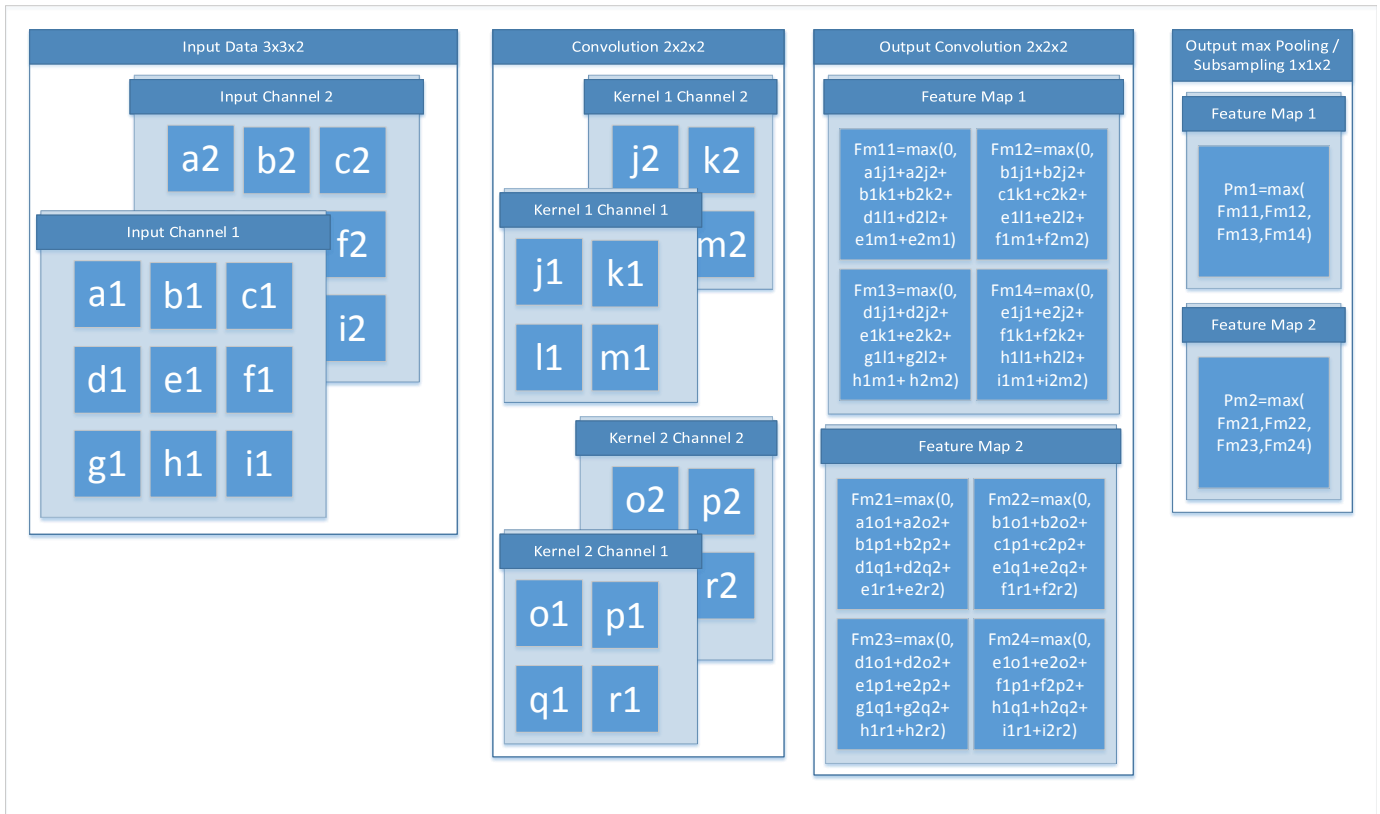 Input Data 3x3x2
Input Channel 2
a2 b2 c2
f2
i2
Input Channel 1
a1 b1 c1
d1 e1 f1
g1 h1 i1
Convolution 2x2x2
Kernel 1 Channel 2
j2 k2
m2
Kernel 1 Channel 1
j1 k1
l1 m1
Kernel 2 Channel 2
o2 p2
r2
Kernel 2 Channel 1
o1 p1
q1 r1
Output Convolution 2x2x2
Feature Map 1
Fm11=max(0,
a1j1+a2j2+
b1k1+b2k2+
d1l1+d2l2+
e1m1+e2m1)
Fm12=max(0,
b1j1+b2j2+
c1k1+c2k2+
e1l1+e2l2+
f1m1+f2m2)
Fm13=max(0,
d1j1+d2j2+
e1k1+e2k2+
g1l1+g2l2+
h1m1+ h2m2)
Fm14=max(0,
e1j1+e2j2+
f1k1+f2k2+
h1l1+h2l2+
i1m1+i2m2)
Feature Map 2
Fm21=max(0,
a1o1+a2o2+
b1p1+b2p2+
d1q1+d2q2+
e1r1+e2r2)
Fm22=max(0,
b1o1+b2o2+
c1p1+c2p2+
e1q1+e2q2+
f1r1+f2r2)
Fm23=max(0,
d1o1+d2o2+
e1p1+e2p2+
g1q1+g2q2+
h1r1+h2r2)
Fm24=max(0,
e1o1+e2o2+
f1p1+f2p2+
h1q1+h2q2+
i1r1+i2r2)
Output max Pooling /
Subsampling 1x1x2
Feature Map 1
Pm1=max(
Fm11,Fm12,
Fm13,Fm14)
Feature Map 2
Pm2=max(
Fm21,Fm22,
Fm23,Fm24)